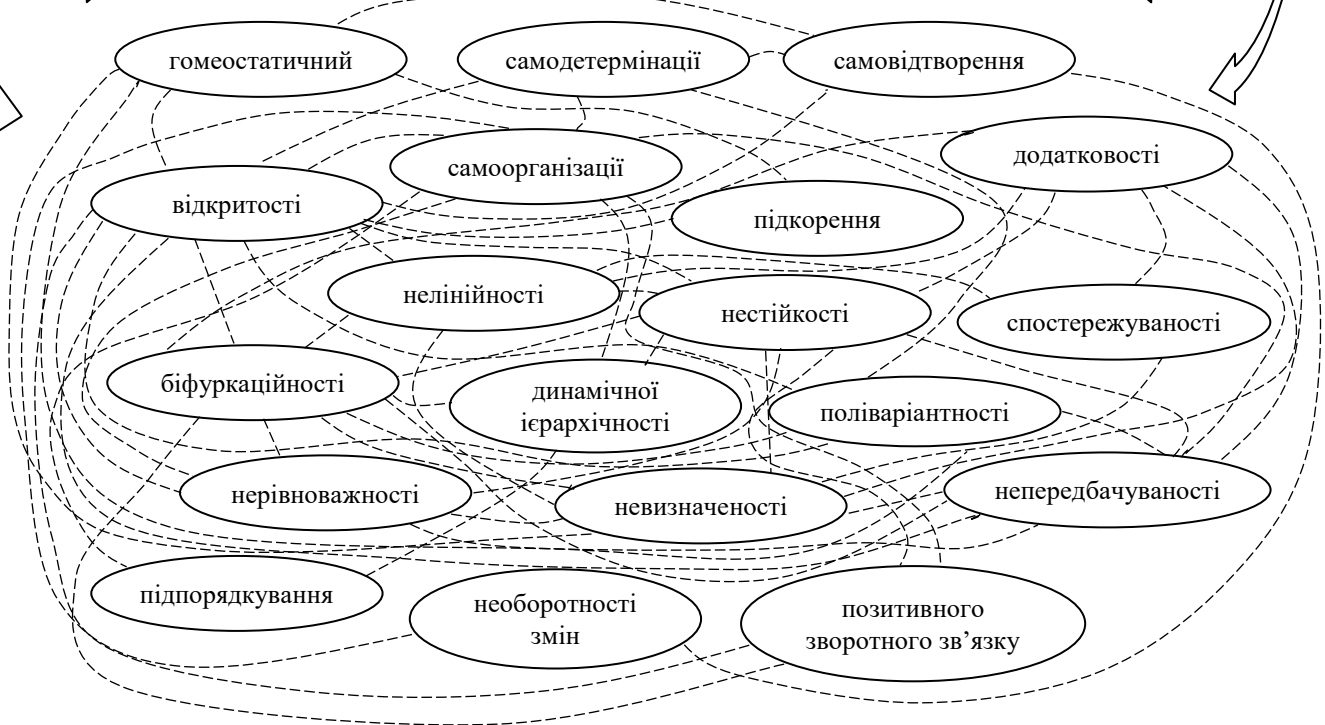 гомеостатичний
самодетермінації
самовідтворення
самоорганізації
додатковості
відкритості
підкорення
нелінійності
нестійкості
спостережуваності
біфуркаційності
динамічної
ієрархічності
поліваріантності
нерівноважності
невизначеності
непередбачуваності
підпорядкування
необоротності
змін
позитивного
зворотного зв’язку